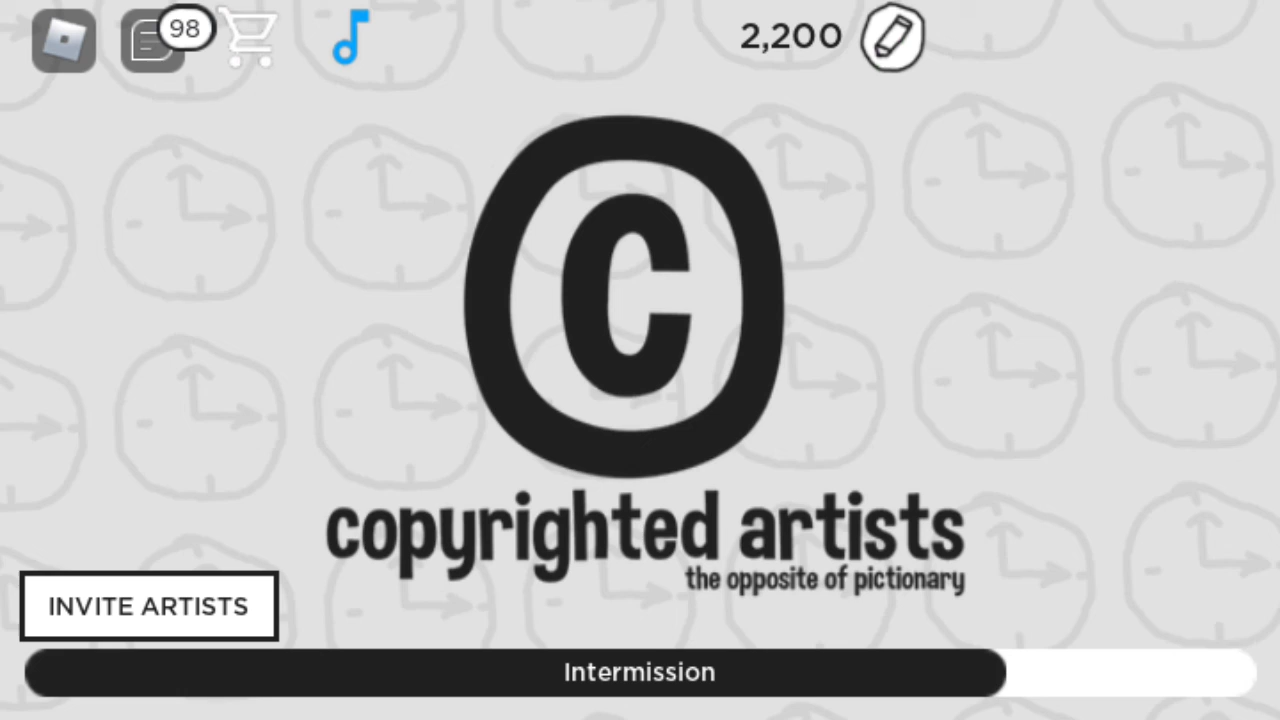 98
2,200
C
copyrighted artists
the opposite of pictionary
INVITE ARTISTS
Intermission